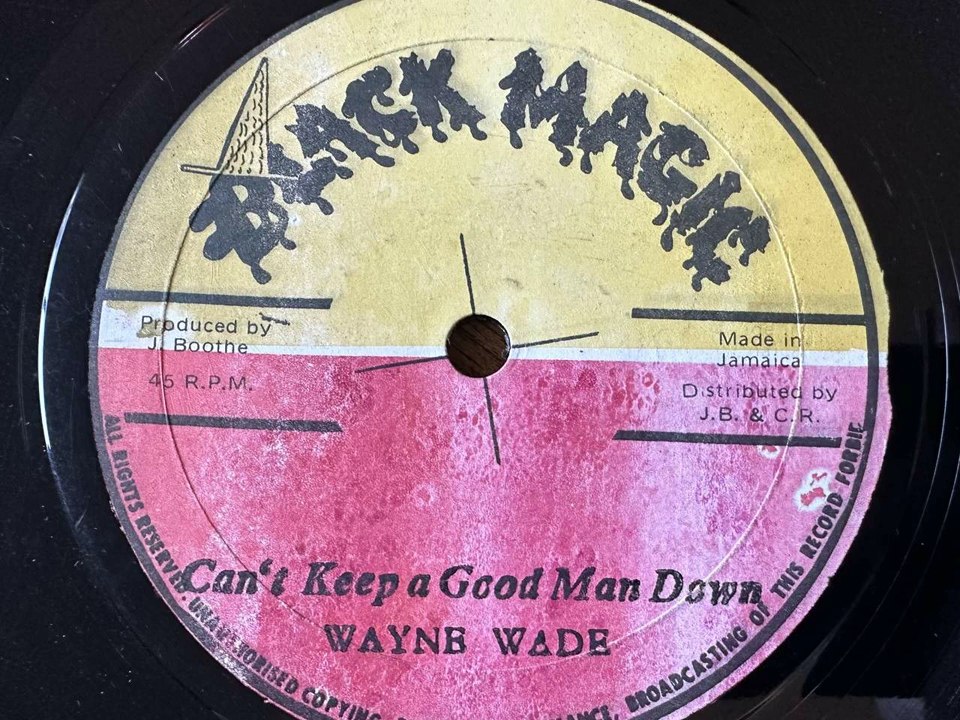 BLACK MAGIC
Produced by
J. Boothe
45 R.P.M.
Made in
Jamaica
Distributed by
J.B. & C.R.
Can't Keep a Good Man Down
WAYNE WADE
ALL RIGHTS RESERVED. UNAUTHORISED COPYING, BROADCASTING OF THIS RECORD